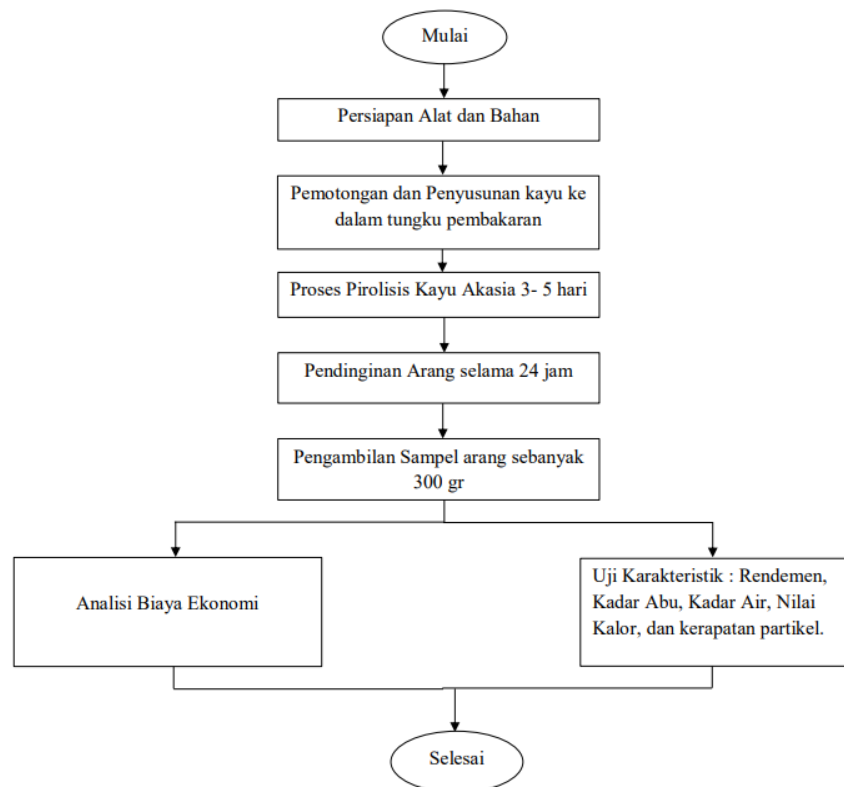 Mulai
Persiapan Alat dan Bahan
Pemotongan dan Penyusunan kayu ke
dalam tungku pembakaran
Proses Pirolisis Kayu Akasia 3- 5 hari
Pendinginan Arang selama 24 jam
Pengambilan Sampel arang sebanyak
300 gr
Analisi Biaya Ekonomi
Uji Karakteristik : Rendemen,
Kadar Abu, Kadar Air, Nilai
Kalor, dan kerapatan partikel.
Selesai